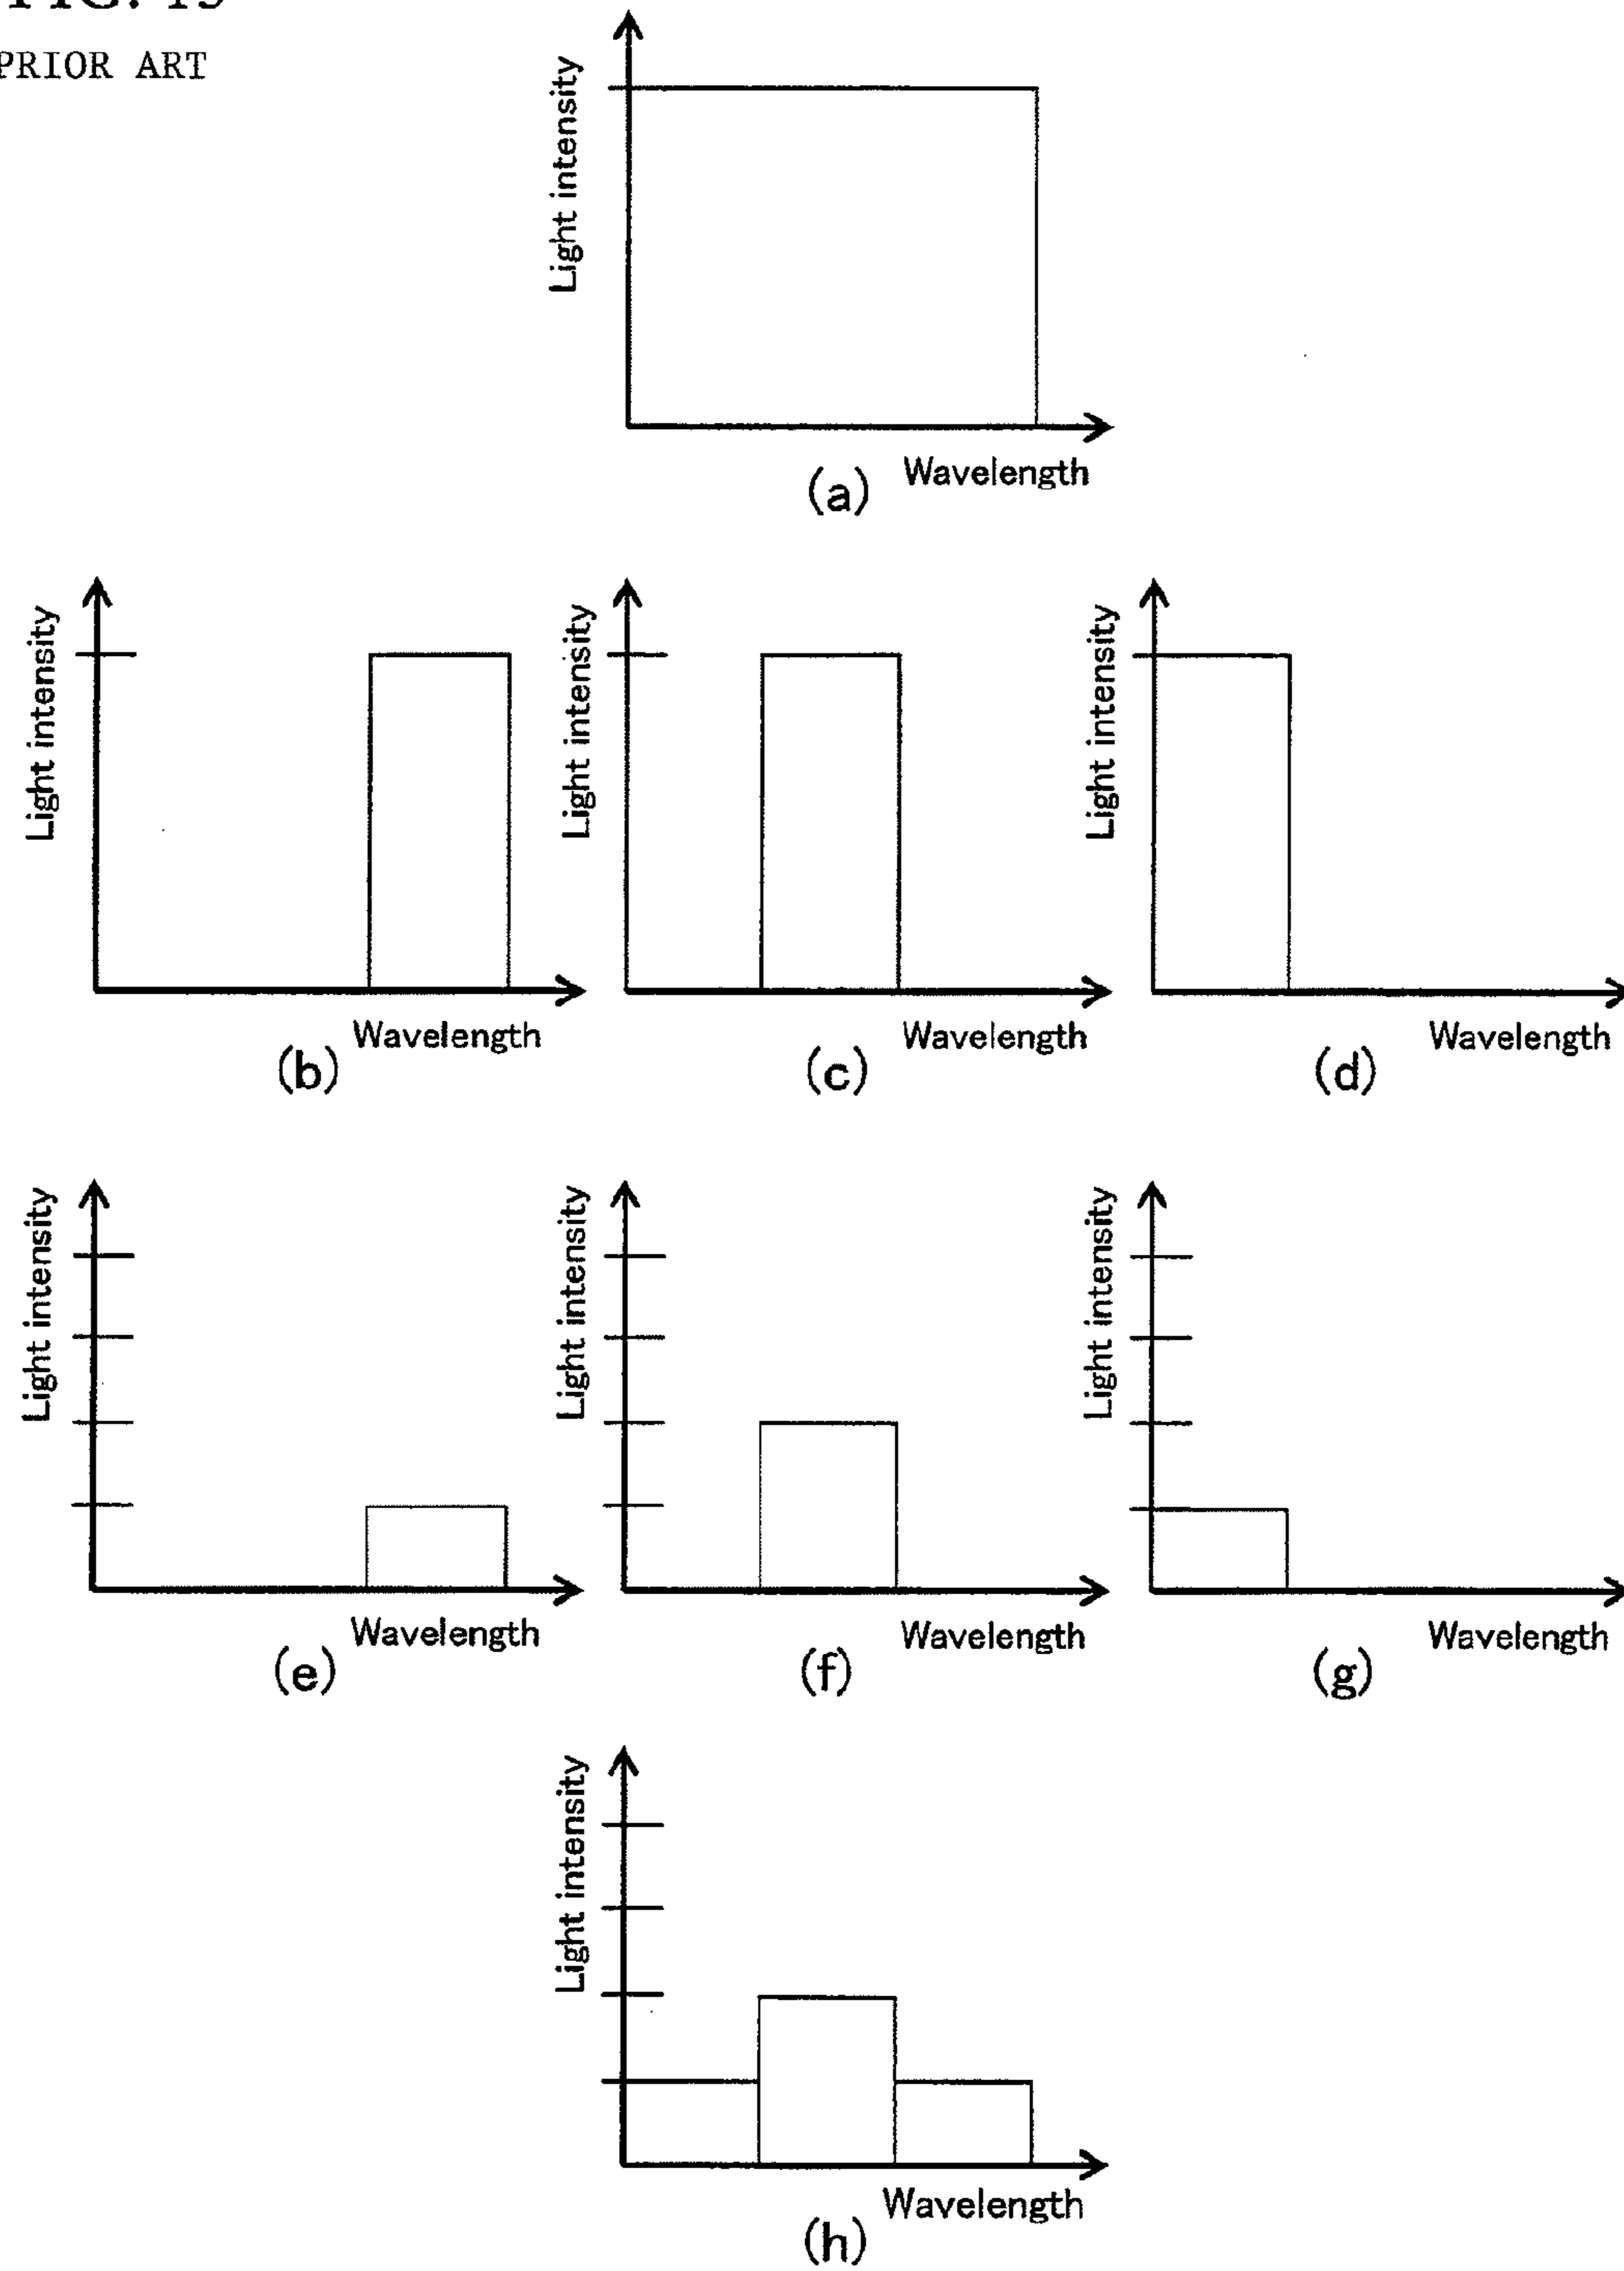 PRIOR ART
Light intensity
Wavelength
(a)
Light intensity
Wavelength
(b)
Light intensity
Wavelength
(c)
Light intensity
Wavelength
(d)
Light intensity
Wavelength
(e)
Light intensity
Wavelength
(f)
Light intensity
Wavelength
(g)
Light intensity
Wavelength
(h)